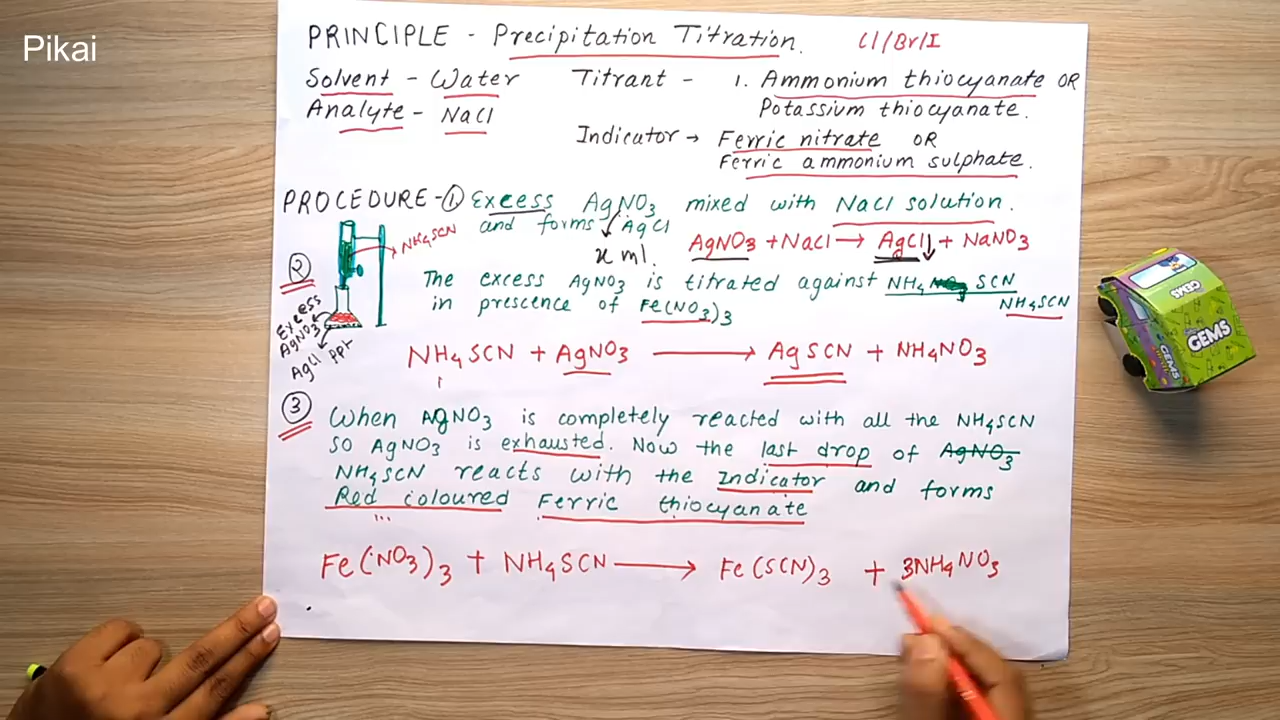 Pikai
PRINCIPLE - Precipitation Titration. Cl/Br/I
Solvent - Water Titrant - 1. Ammonium thiocyanate OR
Analyte - NaCl Potassium thiocyanate.
Indicator → Ferric nitrate OR
Ferric ammonium sulphate.
PROCEDURE - ① Excess AgNO3 mixed with NaCl solution.
and forms AgCl
x ml.
AgNO3 + NaCl → AgCl↓ + NaNO3
②
NH4SCN
Excess
AgNO3
AgCl ppt
The excess AgNO3 is titrated against NH4 SCN
NH4SCN
in prescence of Fe(NO3)3
NH4SCN + AgNO3 → AgSCN + NH4NO3
③
When AgNO3 is completely reacted with all the NH4SCN
so AgNO3 is exhausted. Now the last drop of AgNO3
NH4SCN reacts with the Indicator and forms
Red coloured Ferric thiocyanate
Fe(NO3)3 + NH4SCN → Fe(SCN)3 + 3NH4NO3
GEMS
GEMS
GEMS